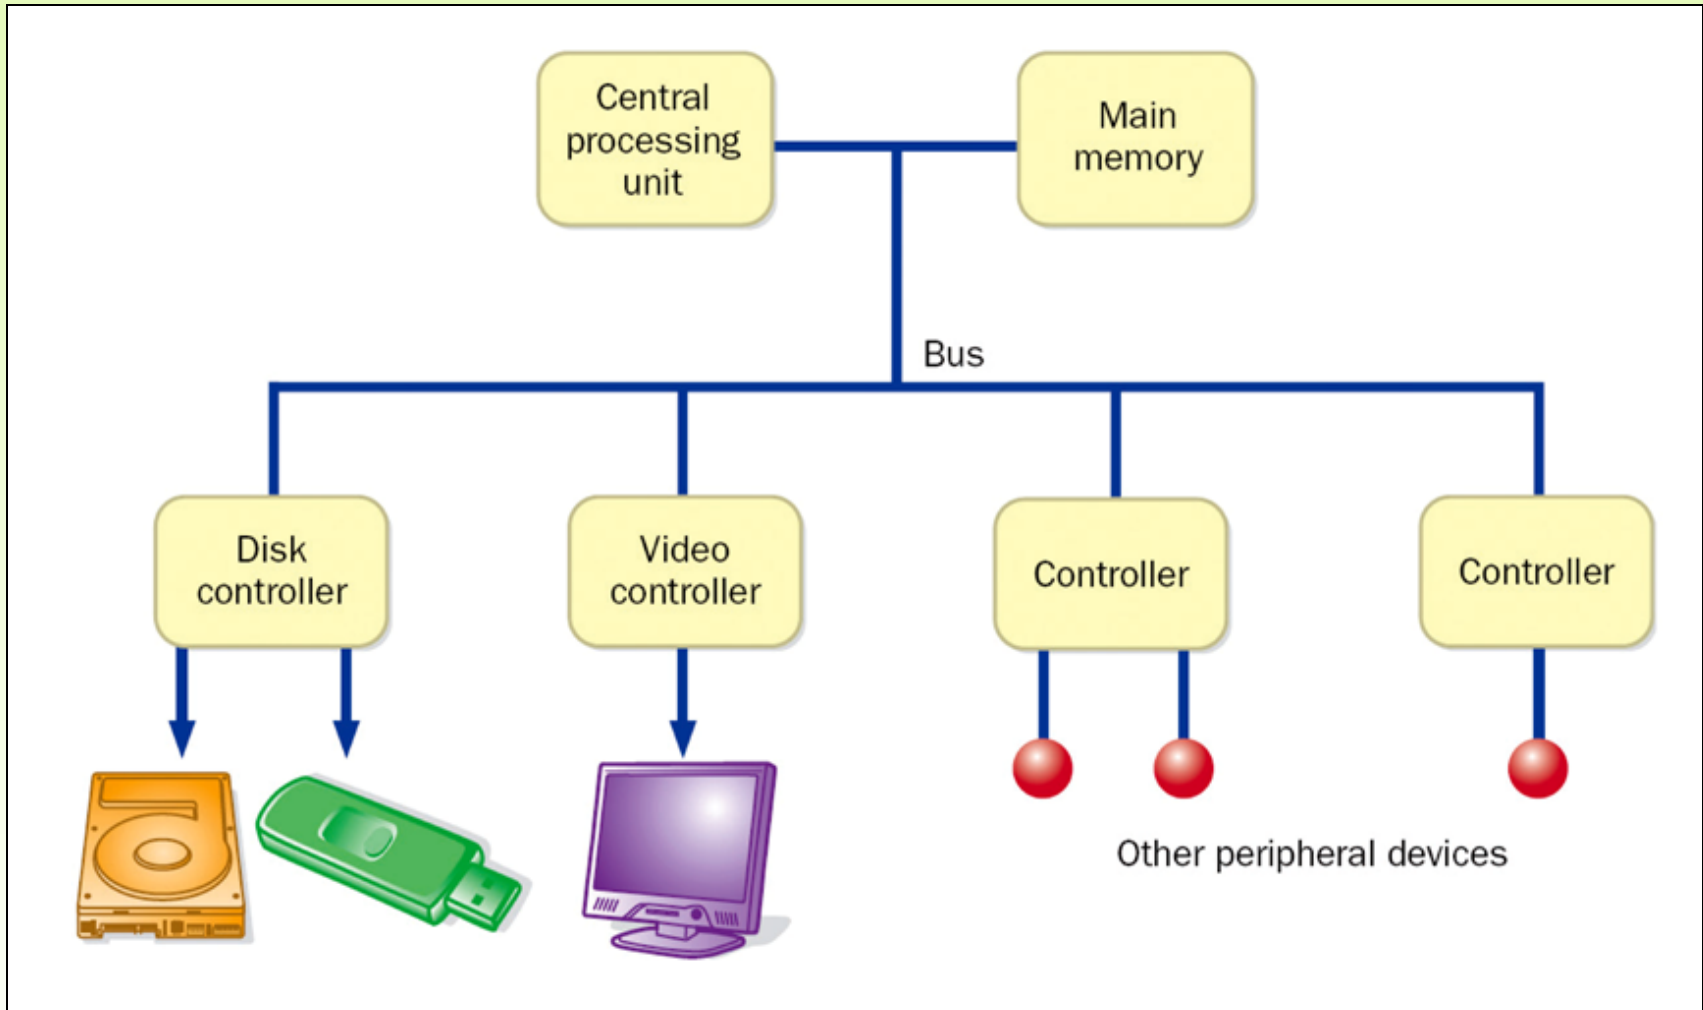 Central
processing
unit
Main
memory
Bus
Disk
controller
Video
controller
Controller
Controller
Other peripheral devices